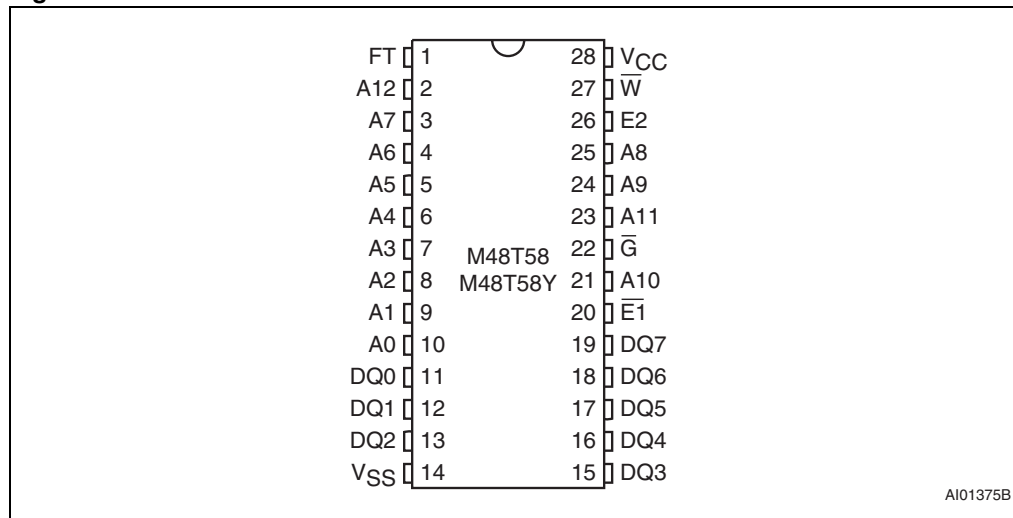 FT 1 28 VCC
A12 2 27 W̅
A7 3 26 E2
A6 4 25 A8
A5 5 24 A9
A4 6 23 A11
A3 7 M48T58 22 G̅
A2 8 M48T58Y 21 A10
A1 9 20 E̅1̅
A0 10 19 DQ7
DQ0 11 18 DQ6
DQ1 12 17 DQ5
DQ2 13 16 DQ4
VSS 14 15 DQ3
AI01375B